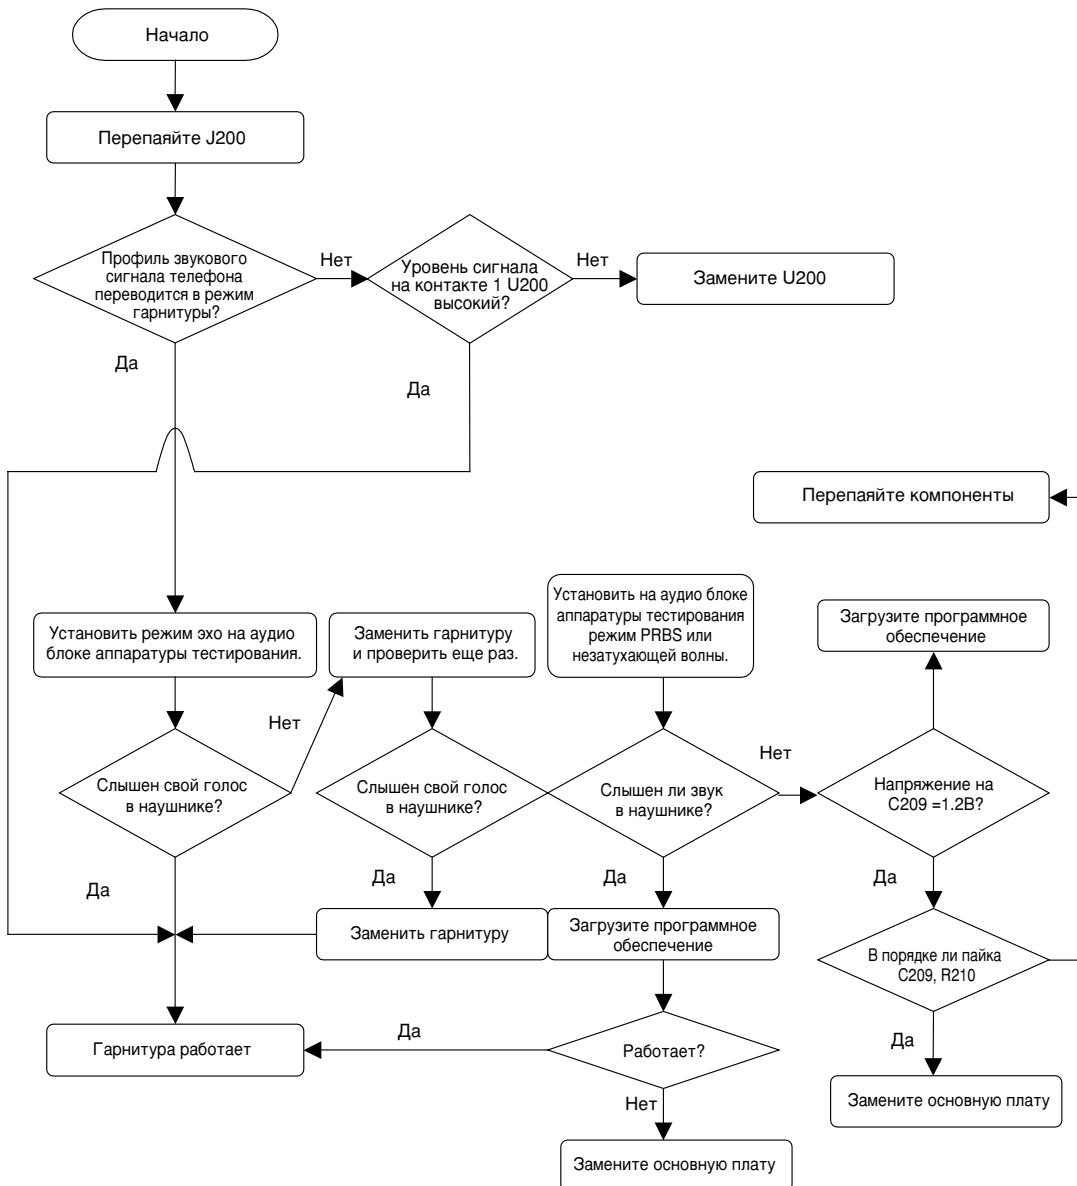 Начало
Перепаяйте J200
Профиль звукового
сигнала телефона
переводится в режим
гарнитуры?
Нет
Уровень сигнала
на контакте 1 U200
высокий?
Нет
Замените U200
Да
Да
Перепаяйте компоненты
Установить режим эхо на аудио
блоке аппаратуры тестирования.
Заменить гарнитуру
и проверить еще раз.
Установить на аудио блоке
аппаратуры тестирования
режим PRBS или
незатухающей волны.
Загрузите программное
обеспечение
Нет
Слышен свой голос
в наушнике?
Слышен свой голос
в наушнике?
Слышен ли звук
в наушнике?
Нет
Напряжение на
C209 =1.2В?
Да
Да
Да
Да
Заменить гарнитуру
Загрузите программное
обеспечение
В порядке ли пайка
C209, R210
Гарнитура работает
Да
Работает?
Да
Нет
Замените основную плату
Замените основную плату